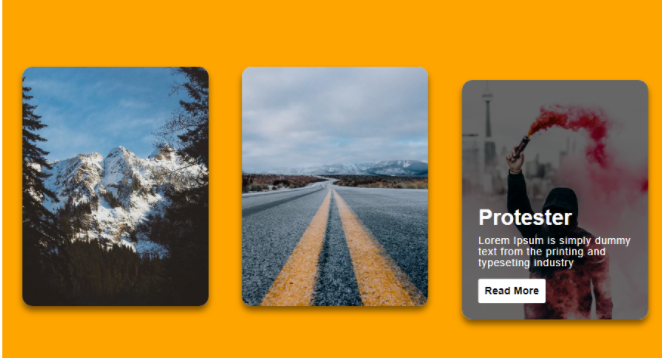 Protester
Lorem Ipsum is simply dummy
text from the printing and
typeseting industry
Read More